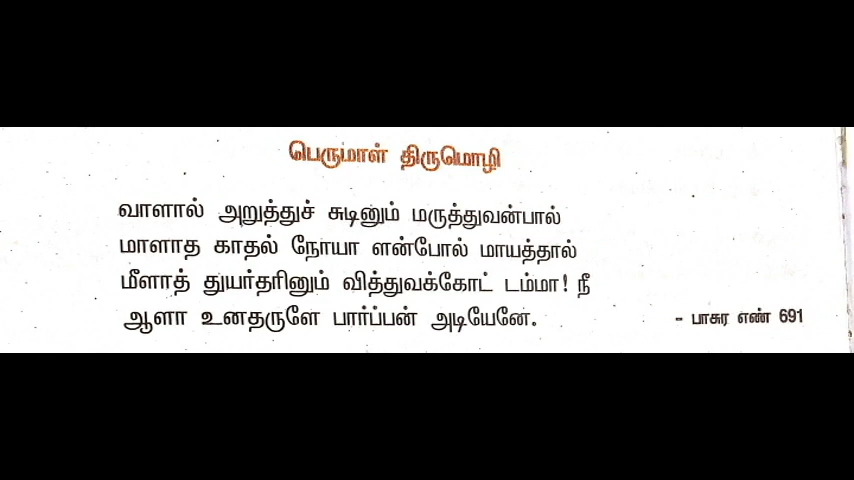 பெருமாள் திருமொழி
வாளால் அறுத்துச் சுடினும் மருத்துவன்பால்
மாளாத காதல் நோயா ளன்போல் மாயத்தால்
மீளாத் துயர்தரினும் வித்துவக்கோட் டம்மா! நீ
ஆளா உனதருளே பார்ப்பன் அடியேனே.
- பாசுர எண் 691